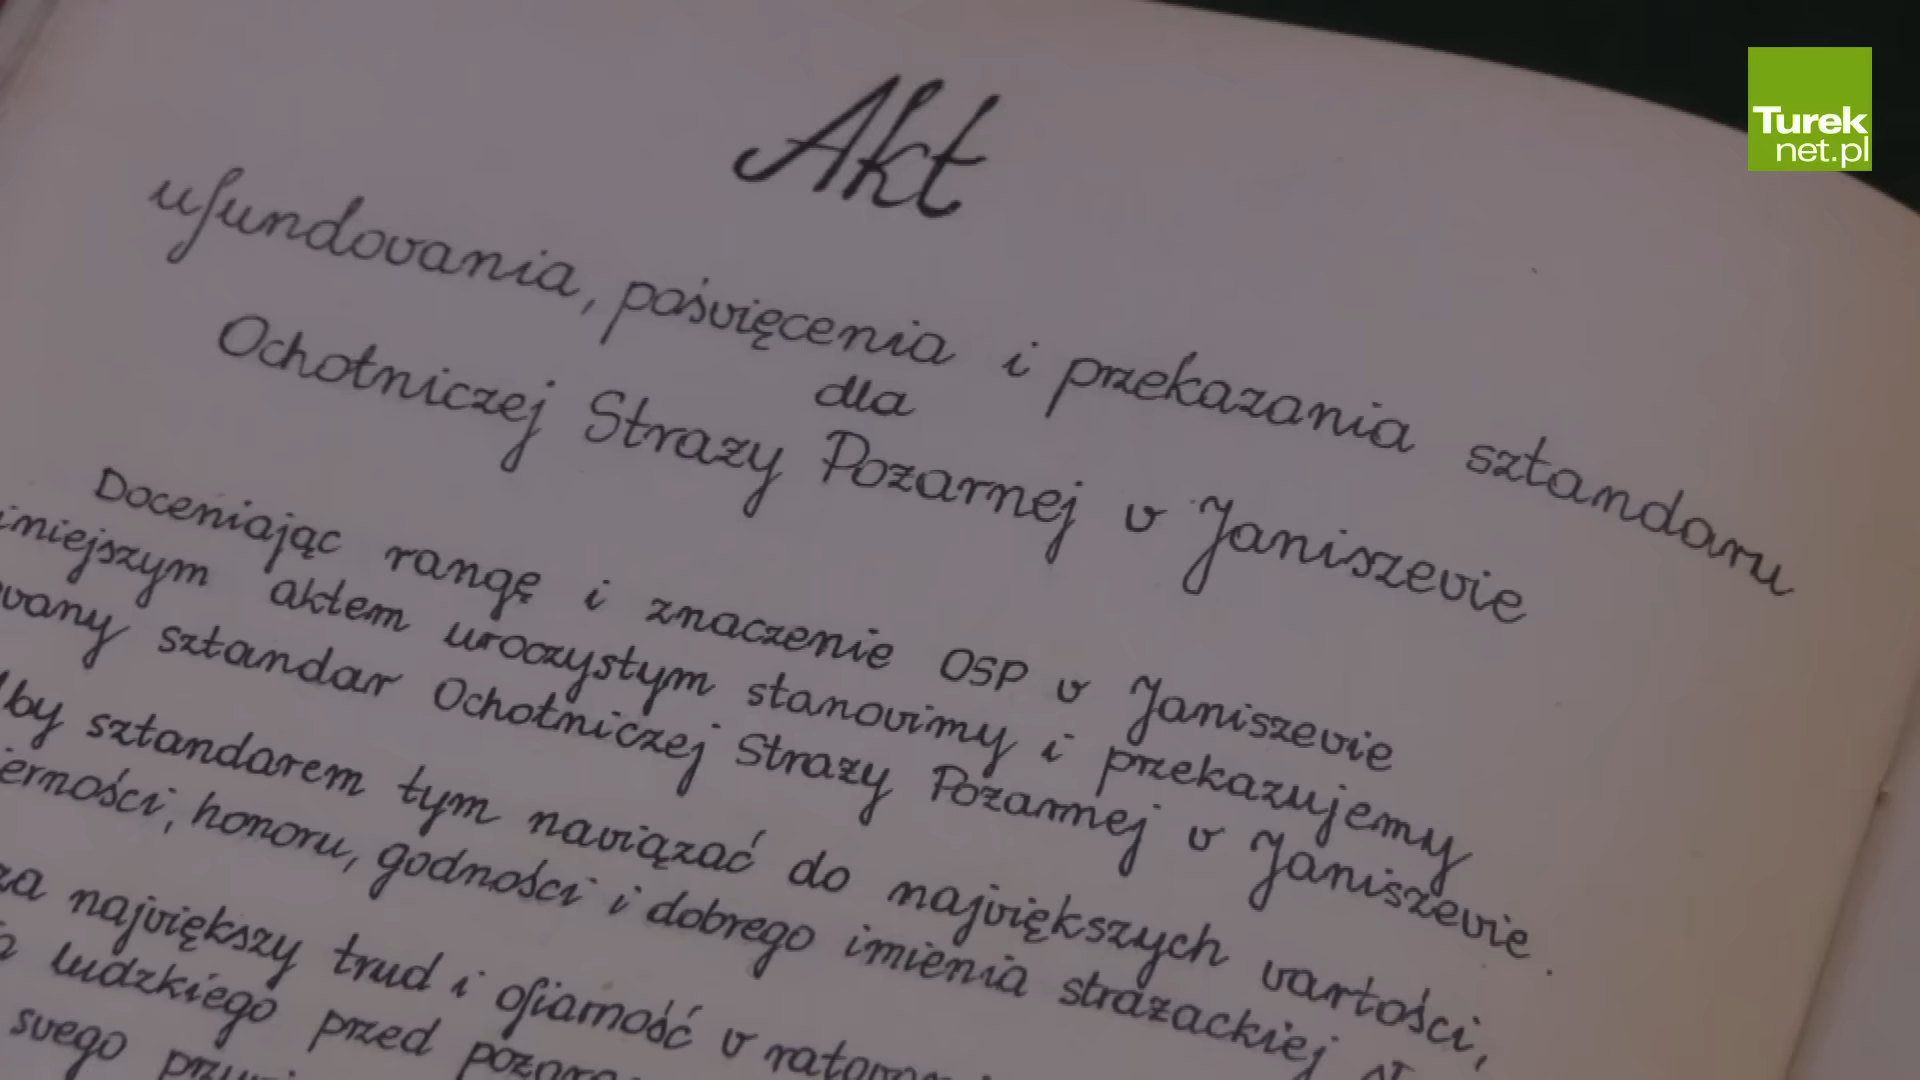 Akt
ufundowania, poświęcenia i przekazania sztandaru
dla
Ochotniczej Straży Pożarnej w Janiszewie
Doceniając rangę i znaczenie OSP w Janiszewie
niniejszym aktem uroczystym stanowimy i przekazujemy
sztandar Ochotniczej Straży Pożarnej w Janiszewie.
by sztandarem tym nawiązać do największych wartości,
honoru, godności i dobrego imienia strażackiej
za największy trud i ofiarność w
ludzkiego przed
swego
Turek
net.pl